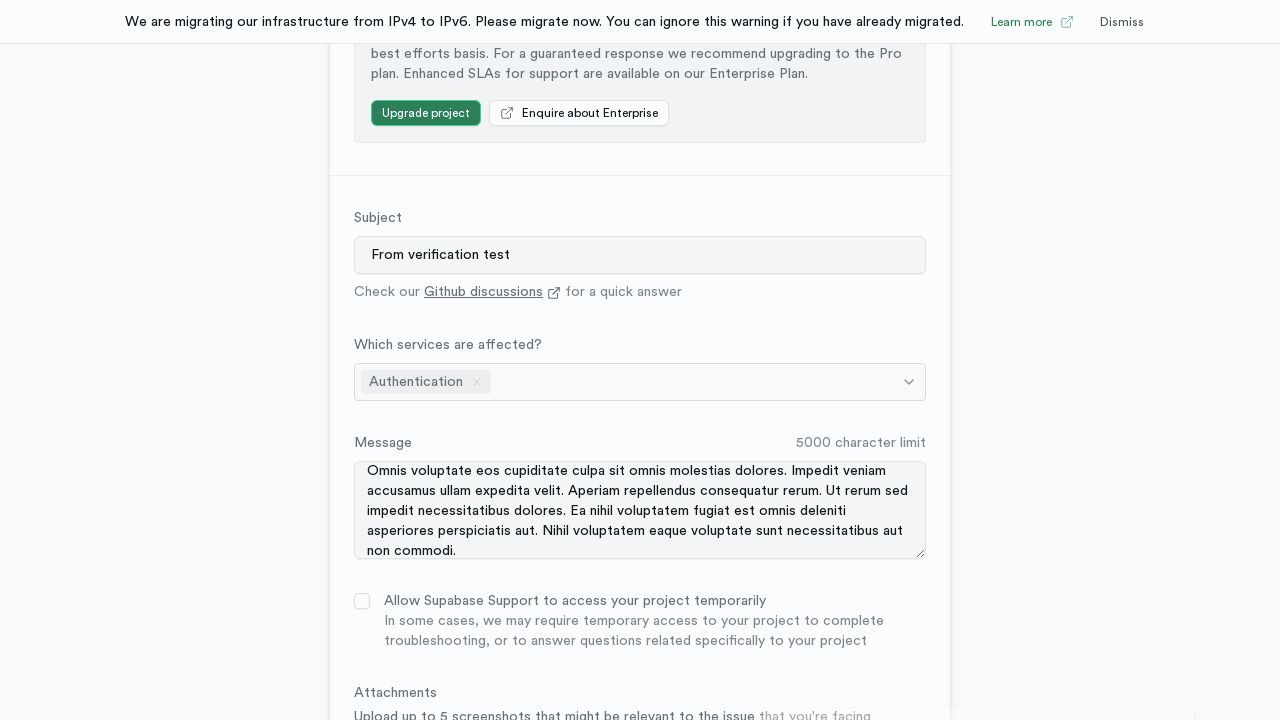 We are migrating our infrastructure from IPv4 to IPv6. Please migrate now. You can ignore this warning if you have already migrated.
Learn more
Dismiss
best efforts basis. For a guaranteed response we recommend upgrading to the Pro
plan. Enhanced SLAs for support are available on our Enterprise Plan.
Upgrade project
Enquire about Enterprise
Subject
From verification test
Check our Github discussions for a quick answer
Which services are affected?
Authentication
Message
5000 character limit
Omnis voluptate eos cupiditate culpa sit omnis molestias dolores. Impedit veniam
accusamus ullam expedita velit. Aperiam repellendus consequatur rerum. Ut rerum sed
impedit necessitatibus dolores. Ea nihil voluptatem fugiat est omnis deleniti
asperiores perspiciatis aut. Nihil voluptatem eaque voluptate sunt necessitatibus aut
non commodi.
Allow Supabase Support to access your project temporarily
In some cases, we may require temporary access to your project to complete
troubleshooting, or to answer questions related specifically to your project
Attachments
Upload up to 5 screenshots that might be relevant to the issue that you're facing